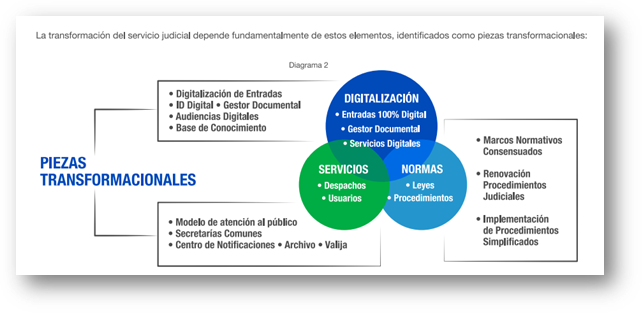 La transformación del servicio judicial depende fundamentalmente de estos elementos, identificados como piezas transformacionales:
Diagrama 2
• Digitalización de Entradas
• ID Digital • Gestor Documental
• Audiencias Digitales
• Base de Conocimiento
DIGITALIZACIÓN
• Entradas 100% Digital
• Gestor Documental
• Servicios Digitales
PIEZAS
TRANSFORMACIONALES
SERVICIOS
• Despachos
• Usuarios
NORMAS
• Leyes
• Procedimientos
• Marcos Normativos
Consensuados
• Renovación
Procedimientos
Judiciales
• Implementación
de Procedimientos
Simplificados
• Modelo de atención al público
• Secretarías Comunes
• Centro de Notificaciones • Archivo • Valija